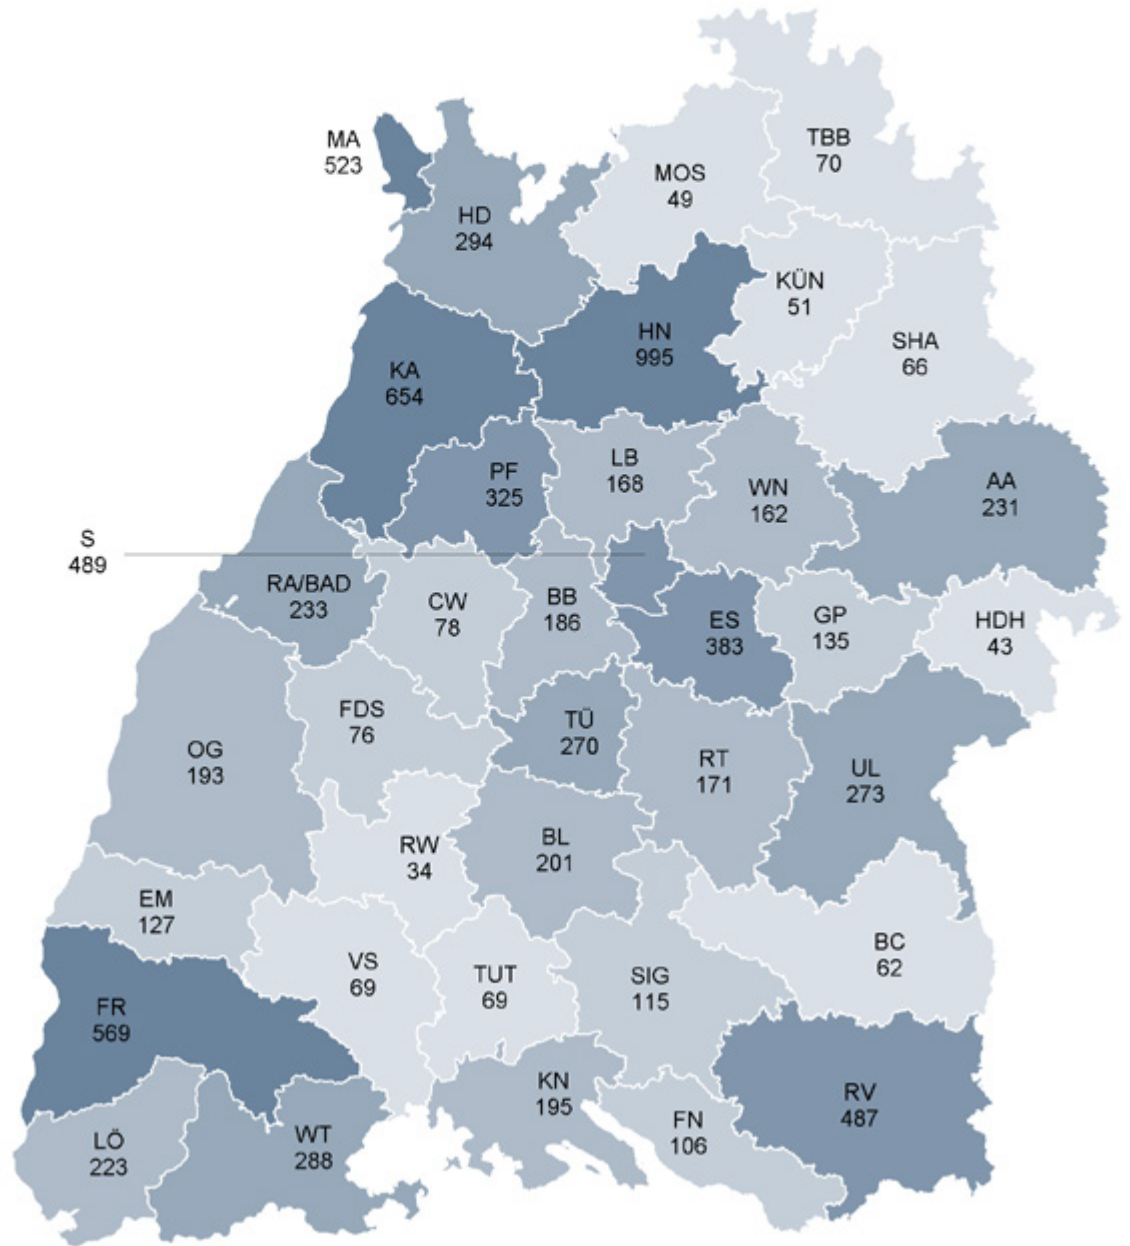 MA
523
TBB
70
MOS
49
HD
294
KÜN
51
HN
995
SHA
66
KA
654
LB
168
PF
325
WN
162
AA
231
S
489
RA/BAD
233
CW
78
BB
186
ES
383
GP
135
HDH
43
FDS
76
TÜ
270
OG
193
RT
171
UL
273
RW
34
BL
201
EM
127
VS
69
TUT
69
SIG
115
BC
62
FR
569
KN
195
RV
487
FN
106
LÖ
223
WT
288